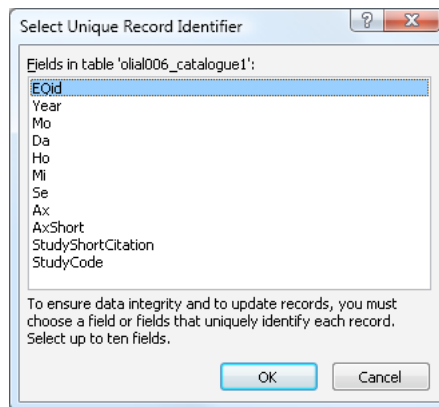 Select Unique Record Identifier
? X
Fields in table 'olial006_catalogue1':
EQid
Year
Mo
Da
Ho
Mi
Se
Ax
AxShort
StudyShortCitation
StudyCode
To ensure data integrity and to update records, you must
choose a field or fields that uniquely identify each record.
Select up to ten fields.
OK Cancel